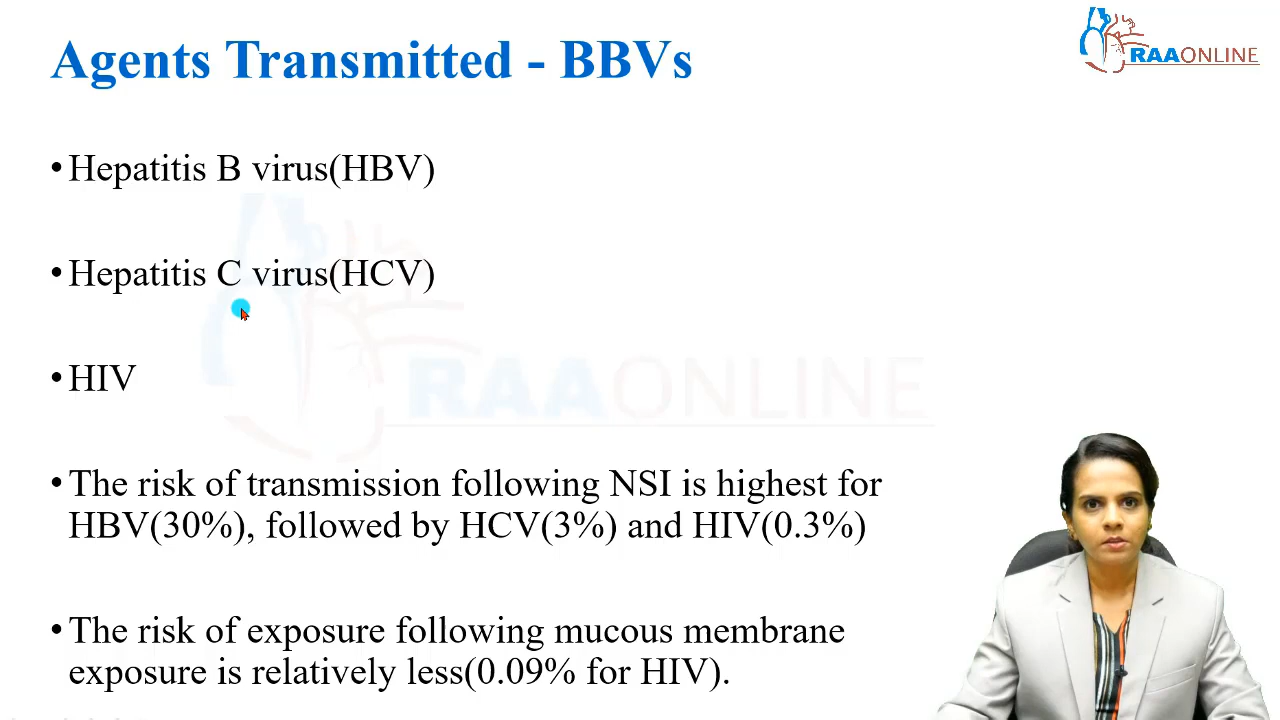 Agents Transmitted - BBVs
RAAONLINE
•Hepatitis B virus(HBV)
•Hepatitis C virus(HCV)
RAAONLINE
•HIV
•The risk of transmission following NSI is highest for
HBV(30%), followed by HCV(3%) and HIV(0.3%)
•The risk of exposure following mucous membrane
exposure is relatively less(0.09% for HIV).